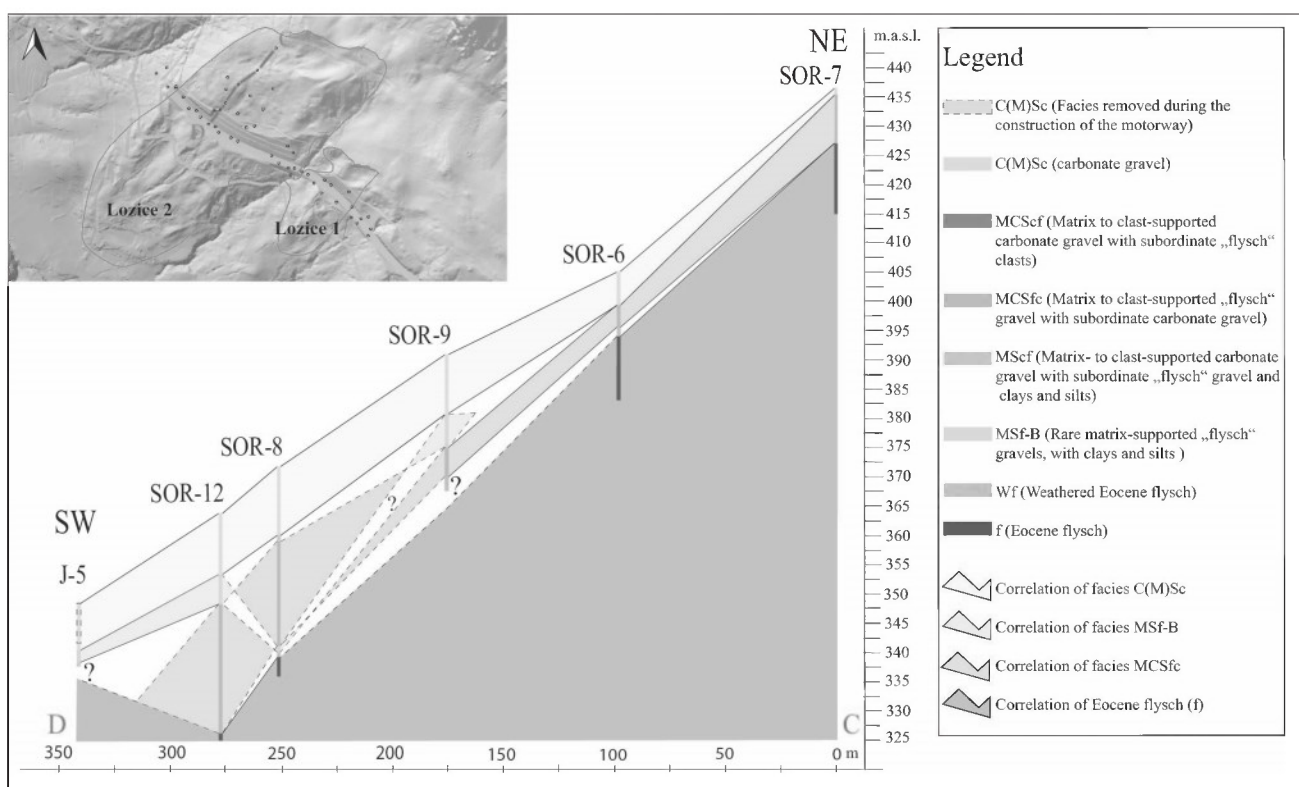 Lozice 2
Lozice 1
NE
SOR-7
SOR-6
SOR-9
SOR-8
SOR-12
SW
J-5
?
?
?
D
C
350
300
250
200
150
100
50
0 m
m.a.s.l.
440
435
430
425
420
415
410
405
400
395
390
385
380
375
370
365
360
355
350
345
340
335
330
325
Legend
C(M)Sc (Facies removed during the
construction of the motorway)
C(M)Sc (carbonate gravel)
MCScf (Matrix to clast-supported
carbonate gravel with subordinate „flysch“
clasts)
MCSfc (Matrix to clast-supported „flysch“
gravel with subordinate carbonate gravel)
MScf (Matrix- to clast-supported carbonate
gravel with subordinate „flysch“ gravel and
clays and silts)
MSf-B (Rare matrix-supported „flysch“
gravels, with clays and silts )
Wf (Weathered Eocene flysch)
f (Eocene flysch)
Correlation of facies C(M)Sc
Correlation of facies MSf-B
Correlation of facies MCSfc
Correlation of Eocene flysch (f)